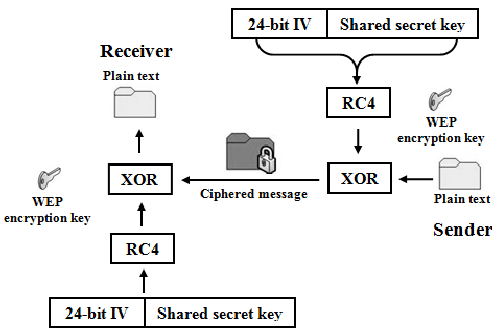 24-bit IV Shared secret key
Receiver
Plain text
RC4
WEP
encryption key
XOR
Ciphered message
XOR
WEP
encryption key
Plain text
Sender
RC4
24-bit IV Shared secret key